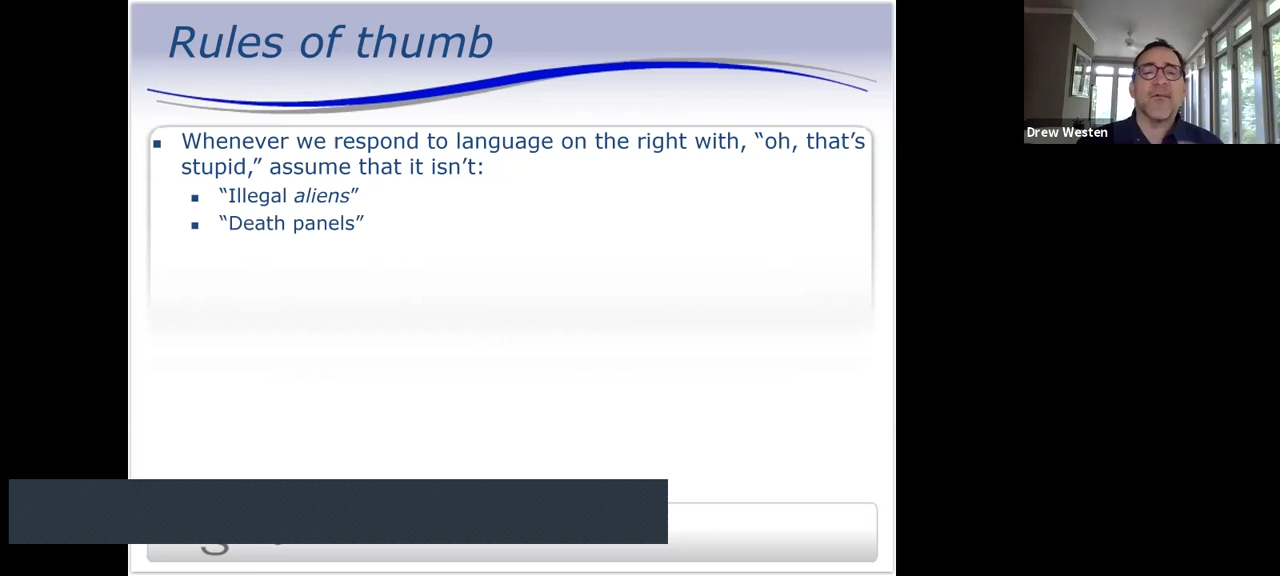 Rules of thumb
Drew Westen
Whenever we respond to language on the right with, “oh, that’s
stupid,” assume that it isn’t:
“Illegal aliens”
“Death panels”